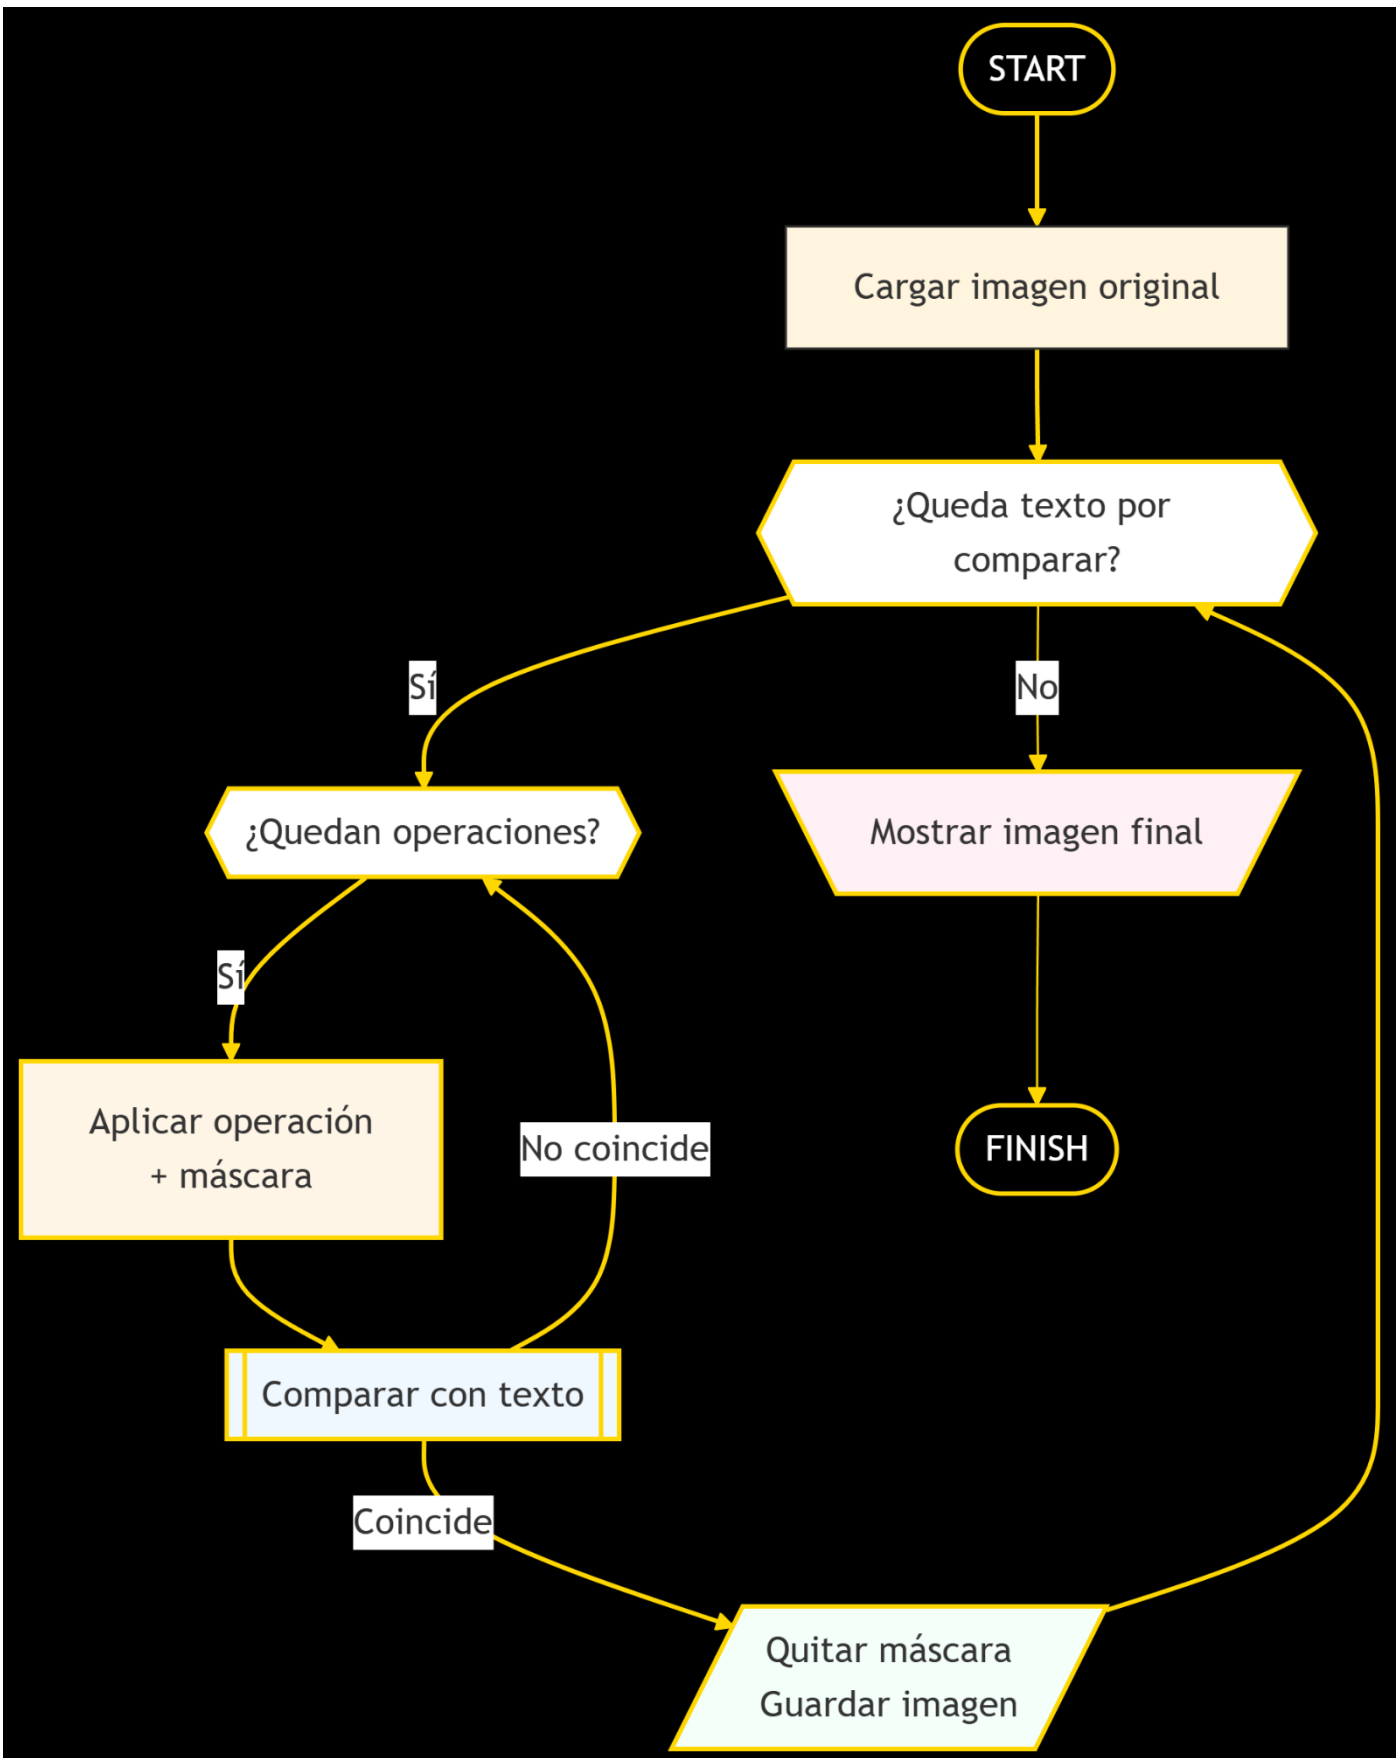 START
Cargar imagen original
¿Queda texto por
comparar?
Sí
No
¿Quedan operaciones?
Mostrar imagen final
Sí
Aplicar operación
+ máscara
No coincide
FINISH
Comparar con texto
Coincide
Quitar máscara
Guardar imagen